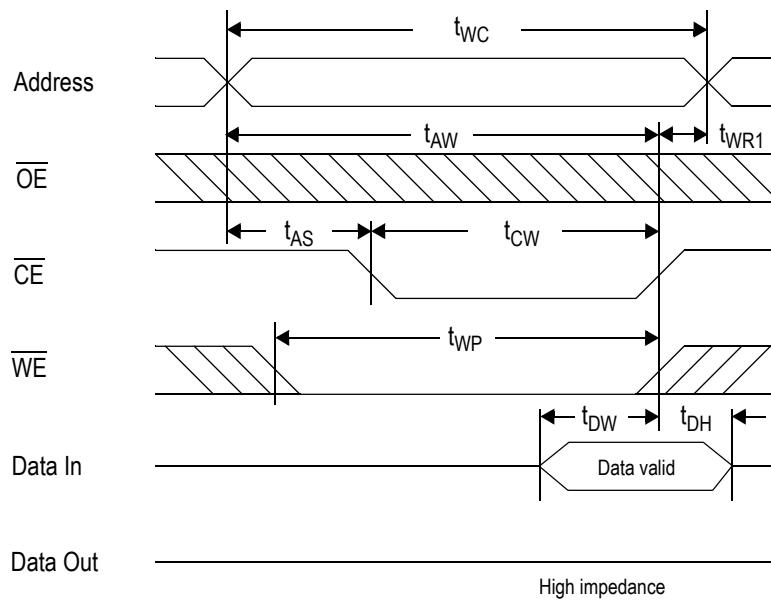 tWC
Address
tAW
tWR1
OE
tAS
tCW
CE
tWP
WE
tDW
tDH
Data In
Data valid
Data Out
High impedance